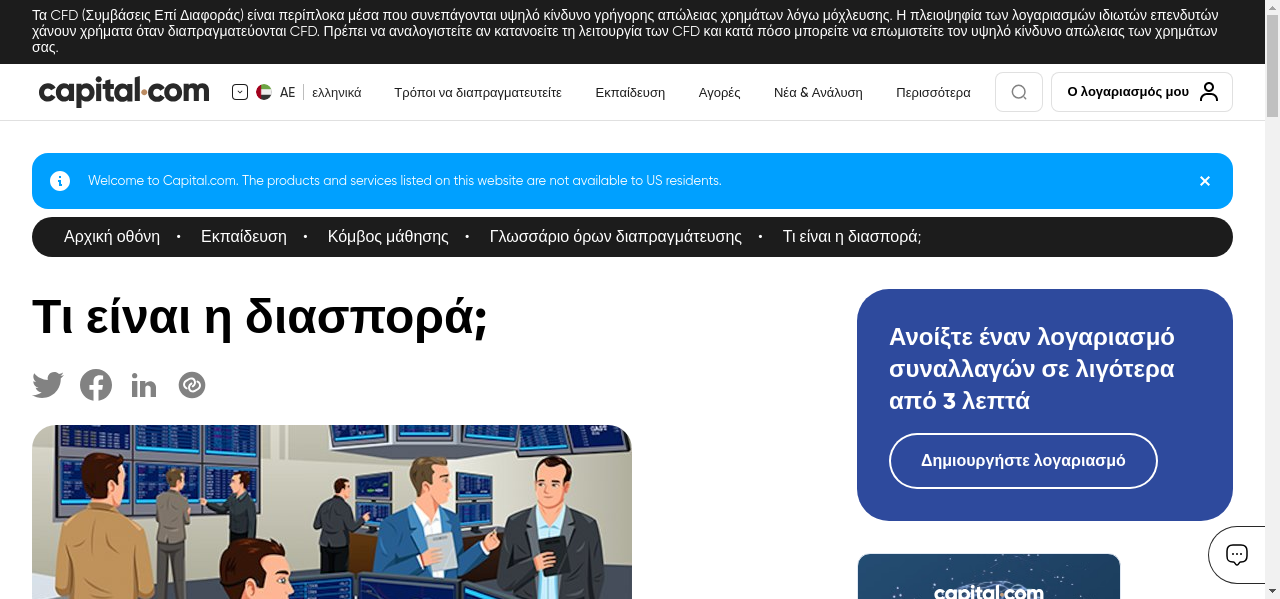 Τα CFD (Συμβάσεις Επί Διαφοράς) είναι περίπλοκα μέσα που συνεπάγονται υψηλό κίνδυνο γρήγορης απώλειας χρημάτων λόγω μόχλευσης. Η πλειοψηφία των λογαριασμών ιδιωτών επενδυτών
χάνουν χρήματα όταν διαπραγματεύονται CFD. Πρέπει να αναλογιστείτε αν κατανοείτε τη λειτουργία των CFD και κατά πόσο μπορείτε να επωμιστείτε τον υψηλό κίνδυνο απώλειας των χρημάτων
σας.
capital.com
AE ελληνικά Τρόποι να διαπραγματευτείτε Εκπαίδευση Αγορές Νέα & Ανάλυση Περισσότερα Ο λογαριασμός μου
Welcome to Capital.com. The products and services listed on this website are not available to US residents.
Αρχική οθόνη • Εκπαίδευση • Κόμβος μάθησης • Γλωσσάριο όρων διαπραγμάτευσης • Τι είναι η διασπορά;
Τι είναι η διασπορά;
Ανοίξτε έναν λογαριασμό
συναλλαγών σε λιγότερα
από 3 λεπτά
Δημιουργήστε λογαριασμό
capital.com